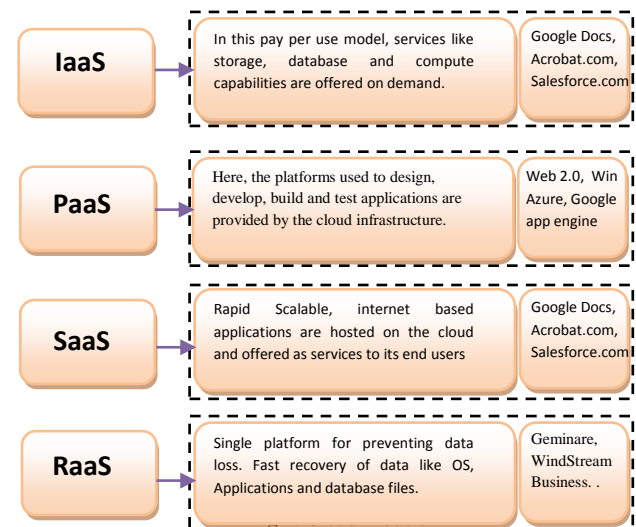 IaaS
In this pay per use model, services like
storage, database and compute
capabilities are offered on demand.
Google Docs,
Acrobat.com,
Salesforce.com
PaaS
Here, the platforms used to design,
develop, build and test applications are
provided by the cloud infrastructure.
Web 2.0, Win
Azure, Google
app engine
SaaS
Rapid Scalable, internet based
applications are hosted on the cloud
and offered as services to its end users
Google Docs,
Acrobat.com,
Salesforce.com
RaaS
Single platform for preventing data
loss. Fast recovery of data like OS,
Applications and database files.
Geminare,
WindStream
Business. .